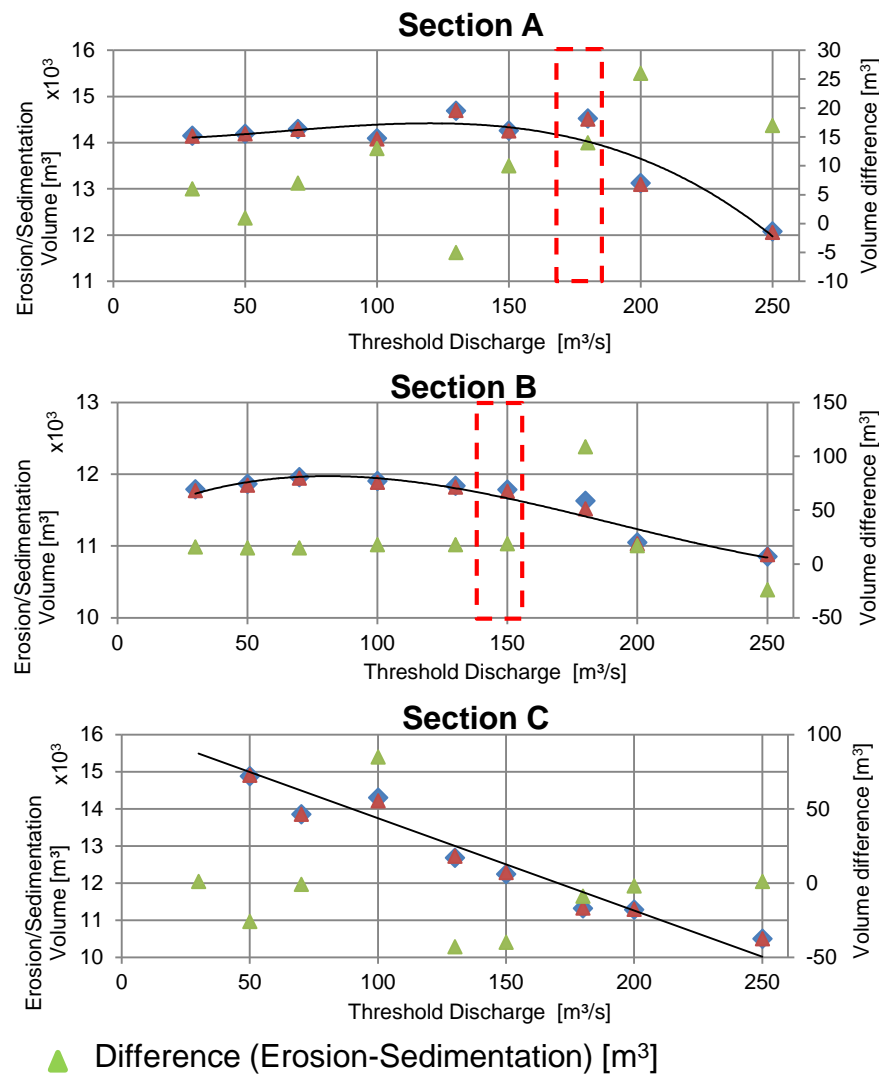 Section A
Erosion/Sedimentation
Volume [m³]
x10³
16
15
14
13
12
11
30
25
20
15
10
5
0
-5
-10
Volume difference [m³]
0
50
100
150
200
250
Threshold Discharge [m³/s]
Section B
Erosion/Sedimentation
Volume [m³]
x10³
13
12
11
10
150
100
50
0
-50
Volume difference [m³]
0
50
100
150
200
250
Threshold Discharge [m³/s]
Section C
Erosion/Sedimentation
Volume [m³]
x10³
16
15
14
13
12
11
10
100
50
0
-50
Volume difference [m³]
0
50
100
150
200
250
Threshold Discharge [m³/s]
Difference (Erosion-Sedimentation) [m³]